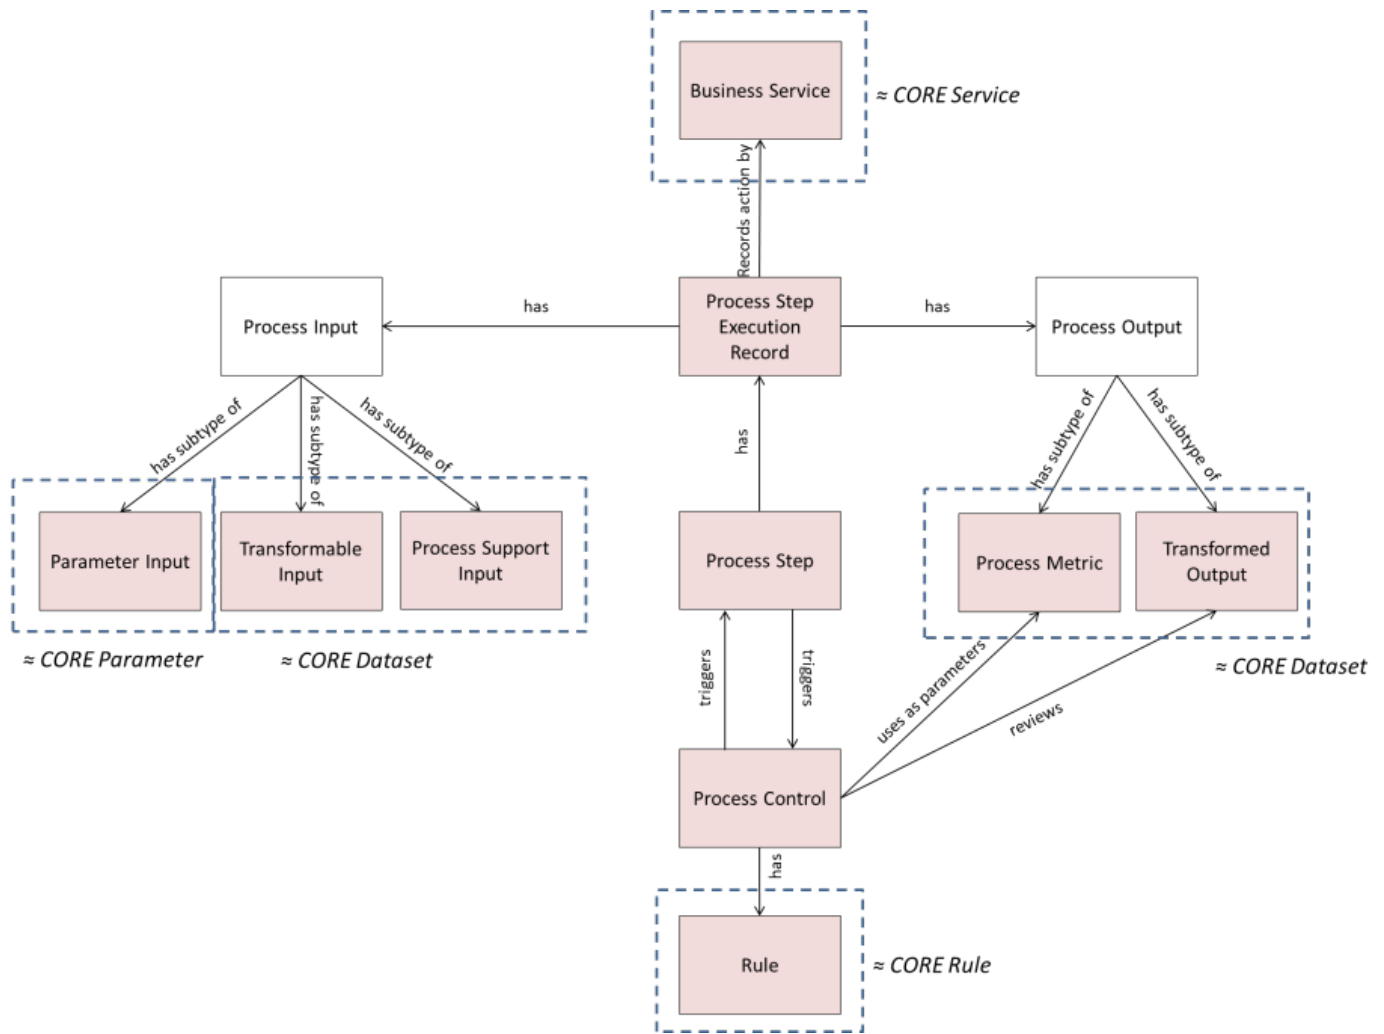 Business Service
≈ CORE Service
Records action by
Process Input
has
Process Step
Execution
Record
has
Process Output
has subtype of
has subtype of
has subtype of
has
has subtype of
has subtype of
Parameter Input
Transformable
Input
Process Support
Input
Process Step
Process Metric
Transformed
Output
≈ CORE Parameter
≈ CORE Dataset
triggers
triggers
uses as parameters
reviews
≈ CORE Dataset
Process Control
has
Rule
≈ CORE Rule